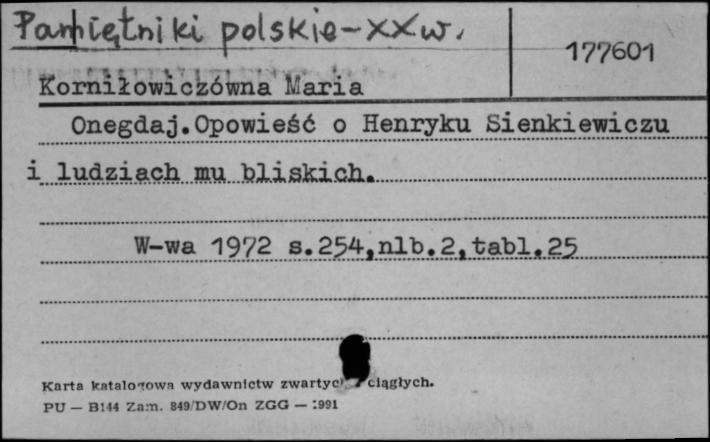 Pamiętniki polskie-XXw.
177601
Korniłowiczówna Maria
Onegdaj.Opowieść o Henryku Sienkiewiczu
i ludziach mu bliskich.
W-wa 1972 s.254,nlb.2,tabl.25
Karta katalogowa wydawnictw zwartych ciągłych.
PU — B144 Zam. 849/DW/On ZGG — 1991